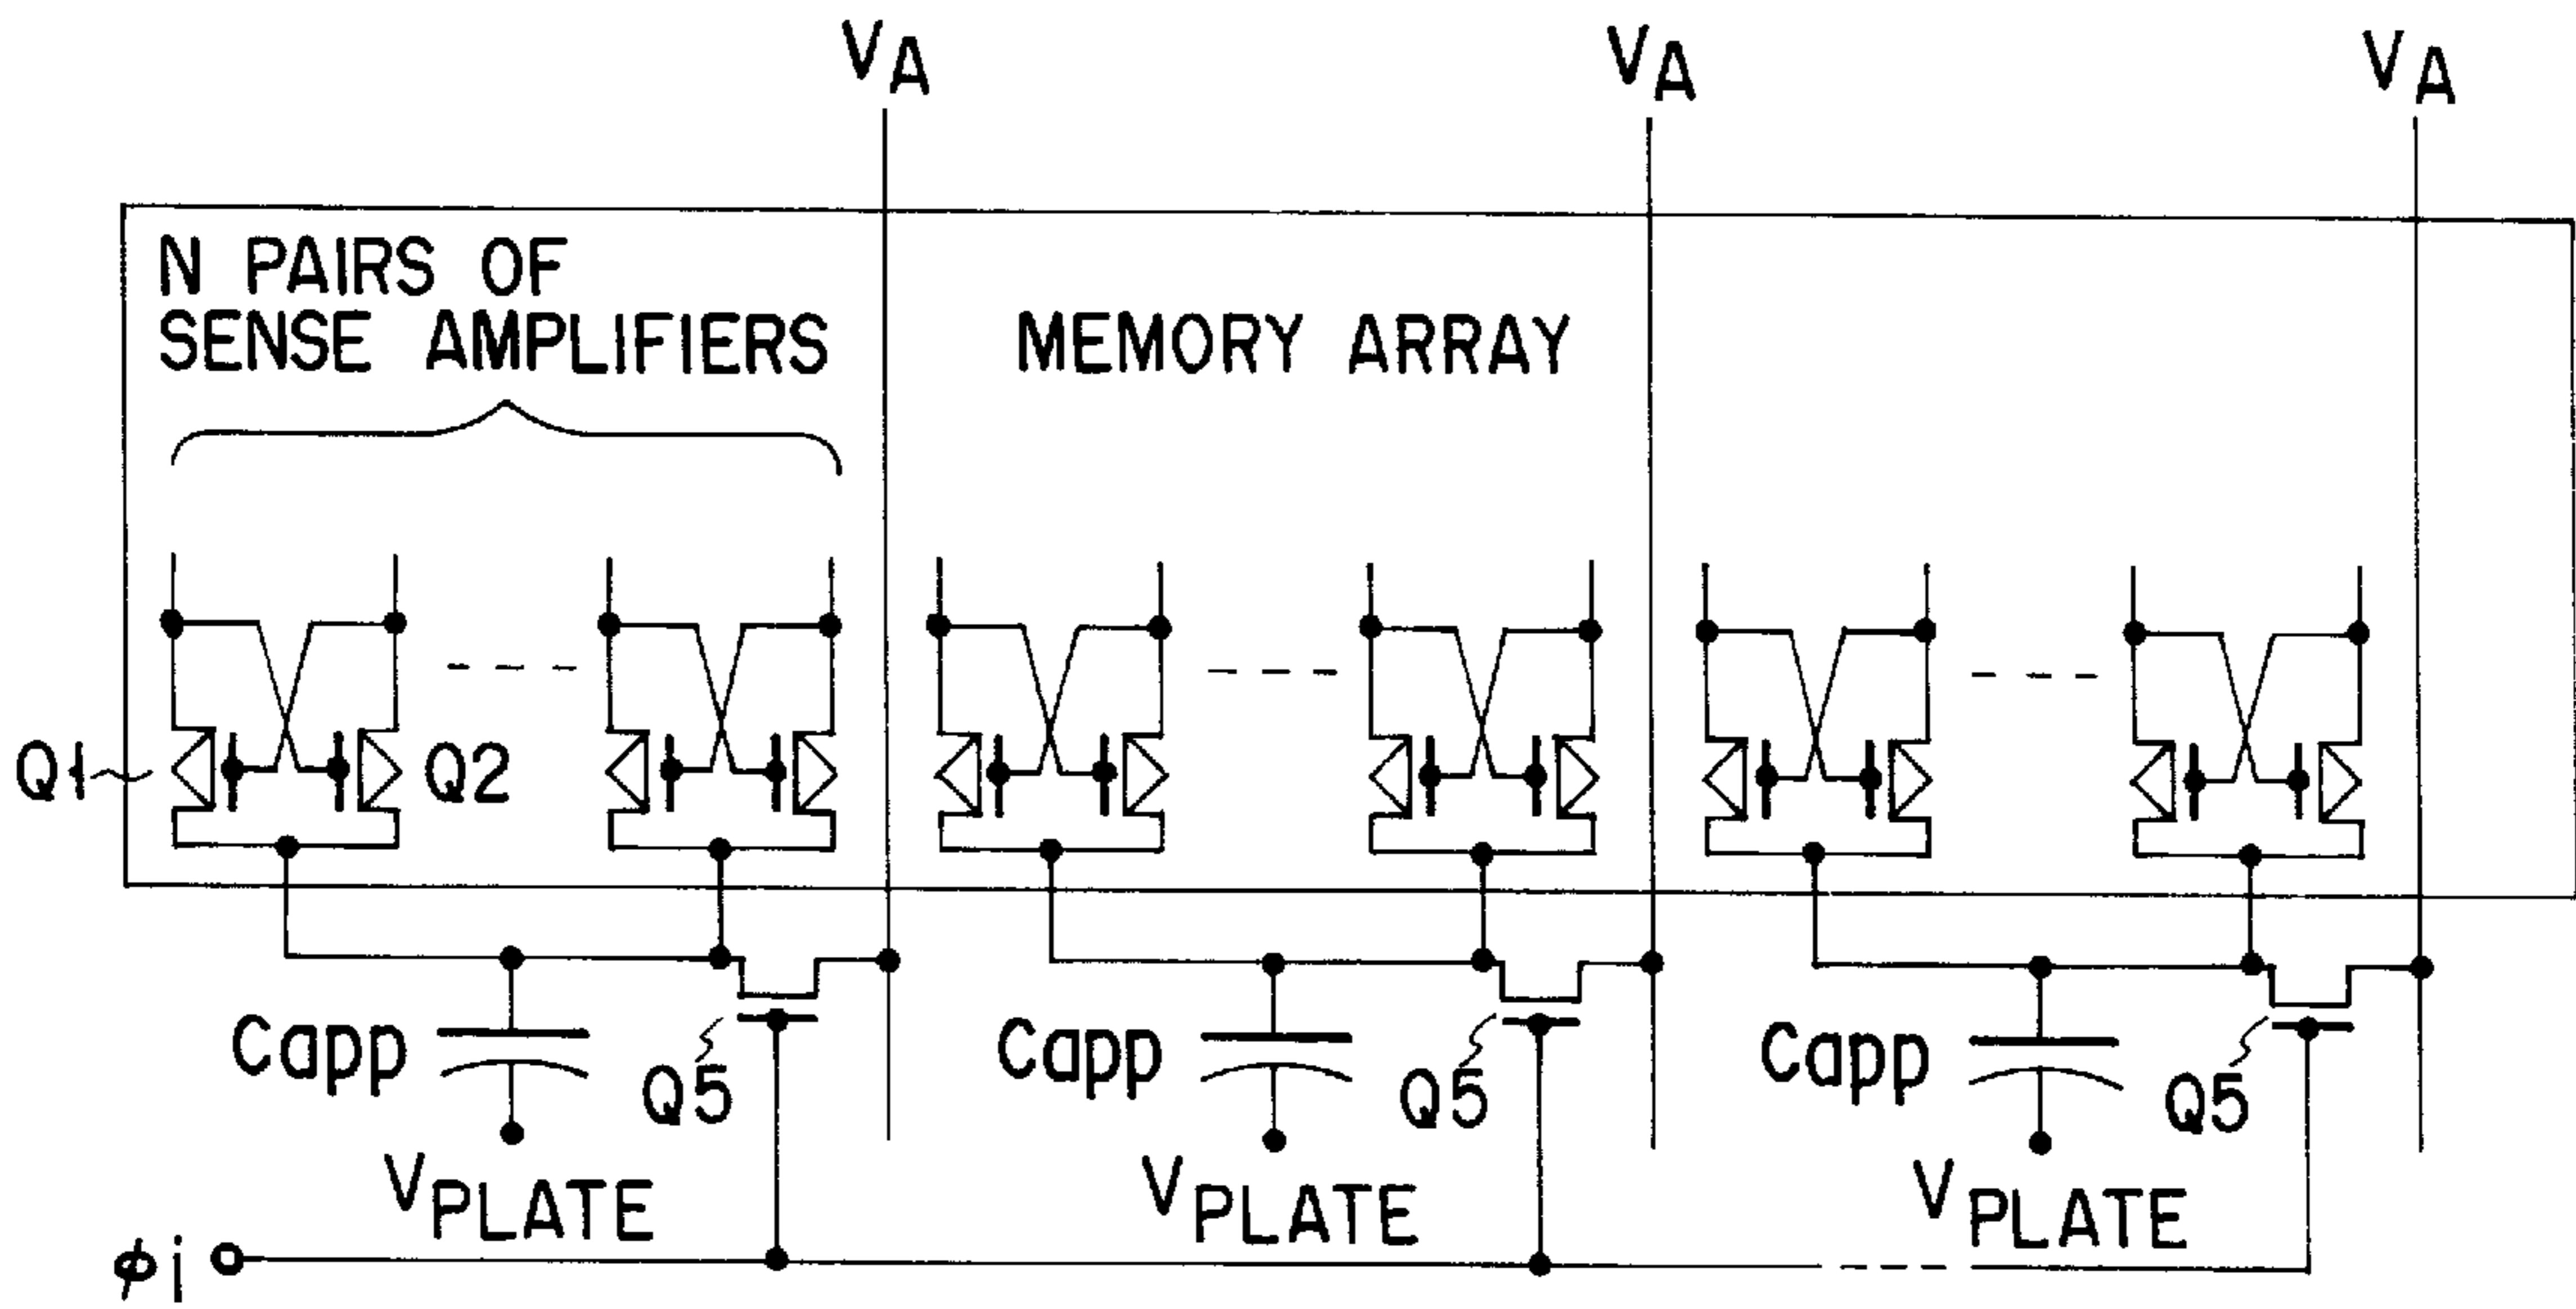 VA VA VA
N PAIRS OF
SENSE AMPLIFIERS
MEMORY ARRAY
Q1 Q2
Capp Q5 Capp Q5 Capp Q5
VPLATE VPLATE VPLATE
φi